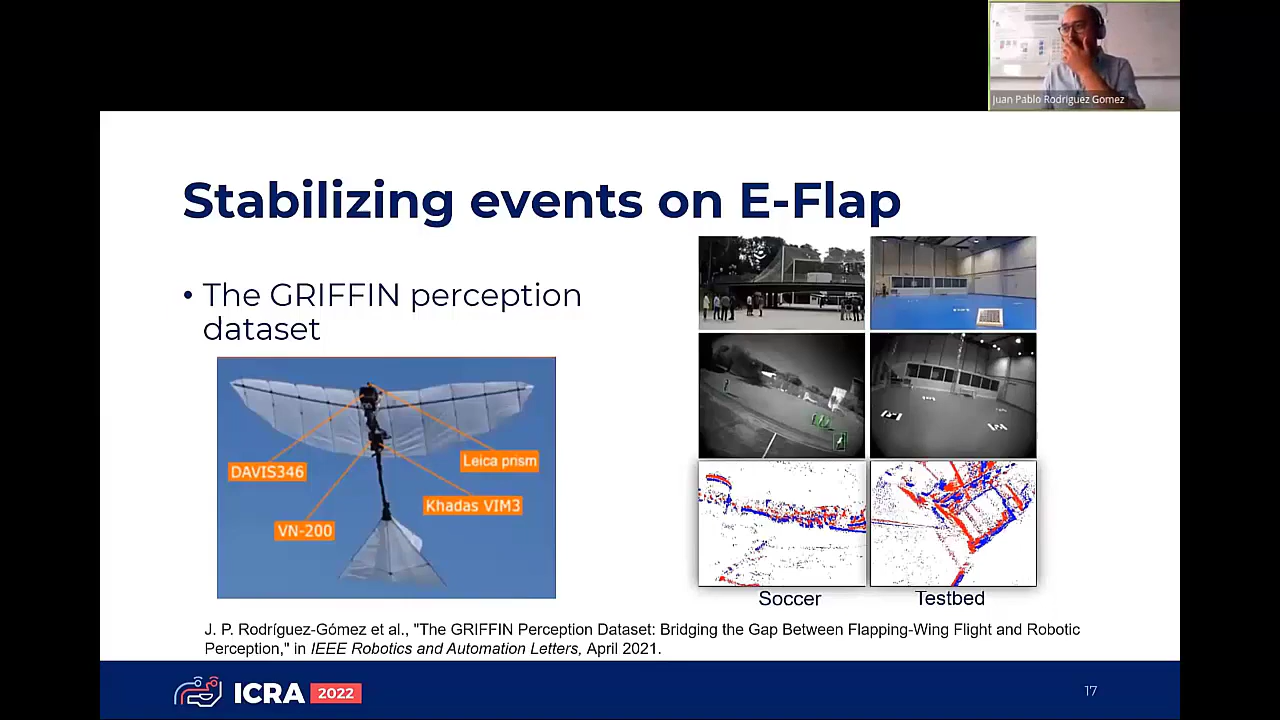 Juan Pablo Rodriguez Gomez
Stabilizing events on E-Flap
• The GRIFFIN perception
dataset
DAVIS346
Leica prism
Khadas VIM3
VN-200
Soccer
Testbed
J. P. Rodríguez-Gómez et al., "The GRIFFIN Perception Dataset: Bridging the Gap Between Flapping-Wing Flight and Robotic
Perception," in IEEE Robotics and Automation Letters, April 2021.
ICRA 2022
17